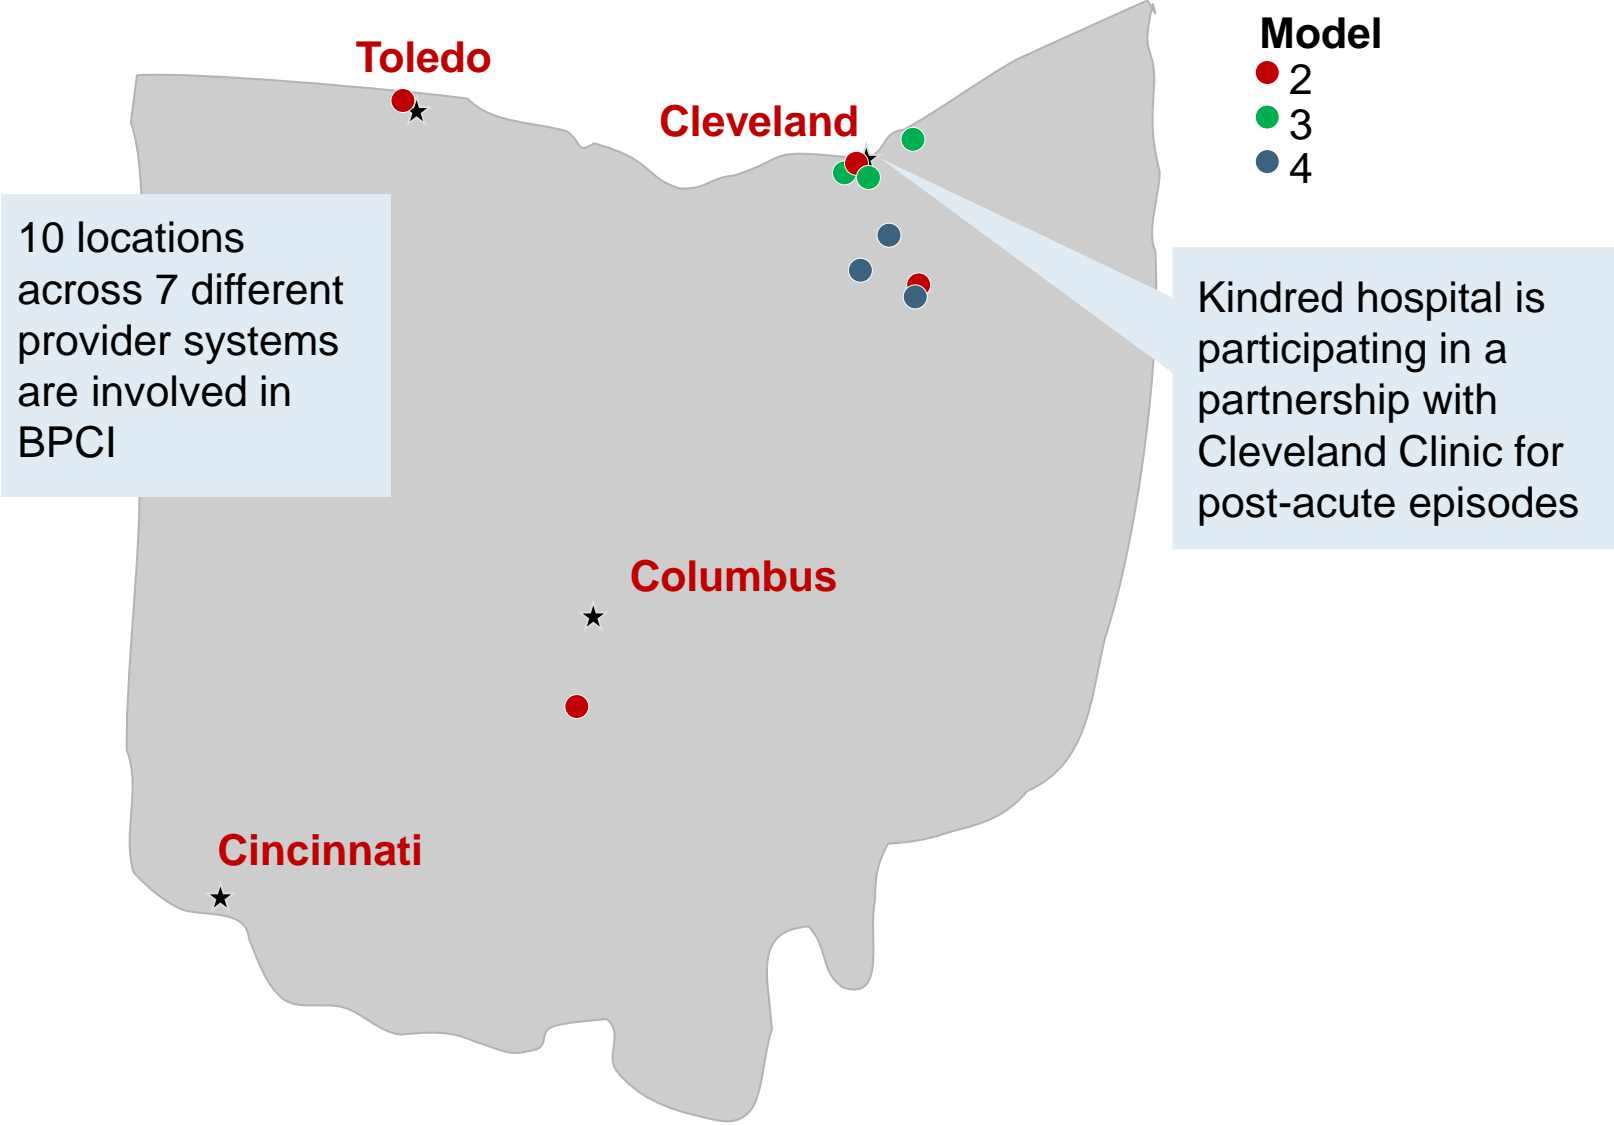 Toledo
Cleveland
Model
2
3
4
10 locations
across 7 different
provider systems
are involved in
BPCI
Kindred hospital is
participating in a
partnership with
Cleveland Clinic for
post-acute episodes
Columbus
Cincinnati